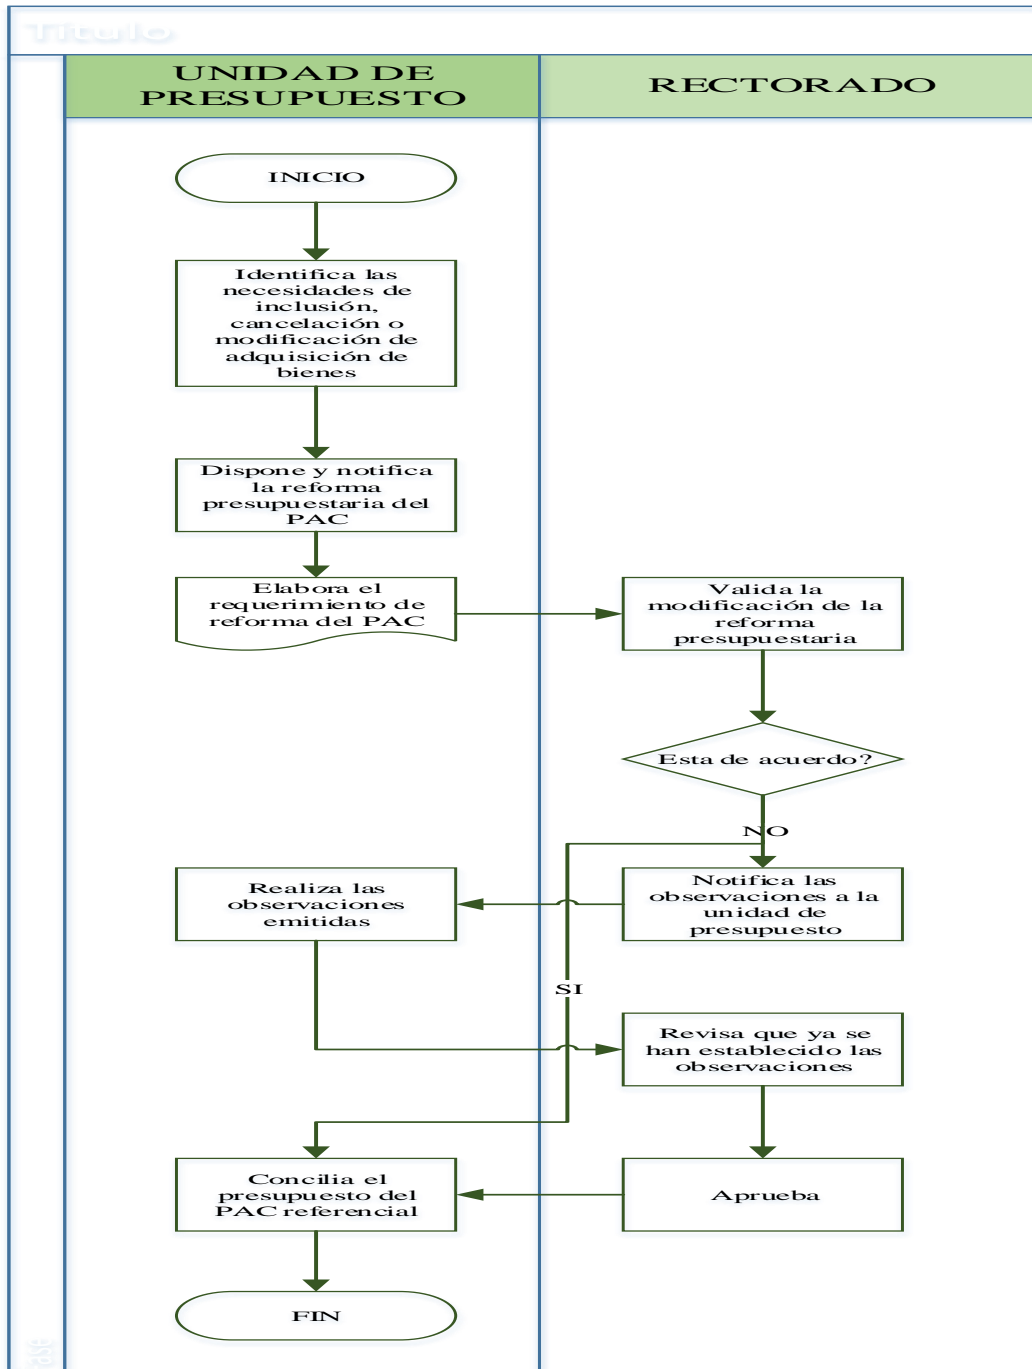 Título
UNIDAD DE
PRESUPUESTO
RECTORADO
INICIO
Identifica las
necesidades de
inclusión,
cancelación o
modificación de
adquisición de
bienes
Dispone y notifica
la reforma
presupuestaria del
PAC
Elabora el
requerimiento de
reforma del PAC
Valida la
modificación de la
reforma
presupuestaria
Esta de acuerdo?
NO
Notifica las
observaciones a la
unidad de
presupuesto
Realiza las
observaciones
emitidas
SI
Revisa que ya se
han establecido las
observaciones
Aprueba
Concilia el
presupuesto del
PAC referencial
FIN